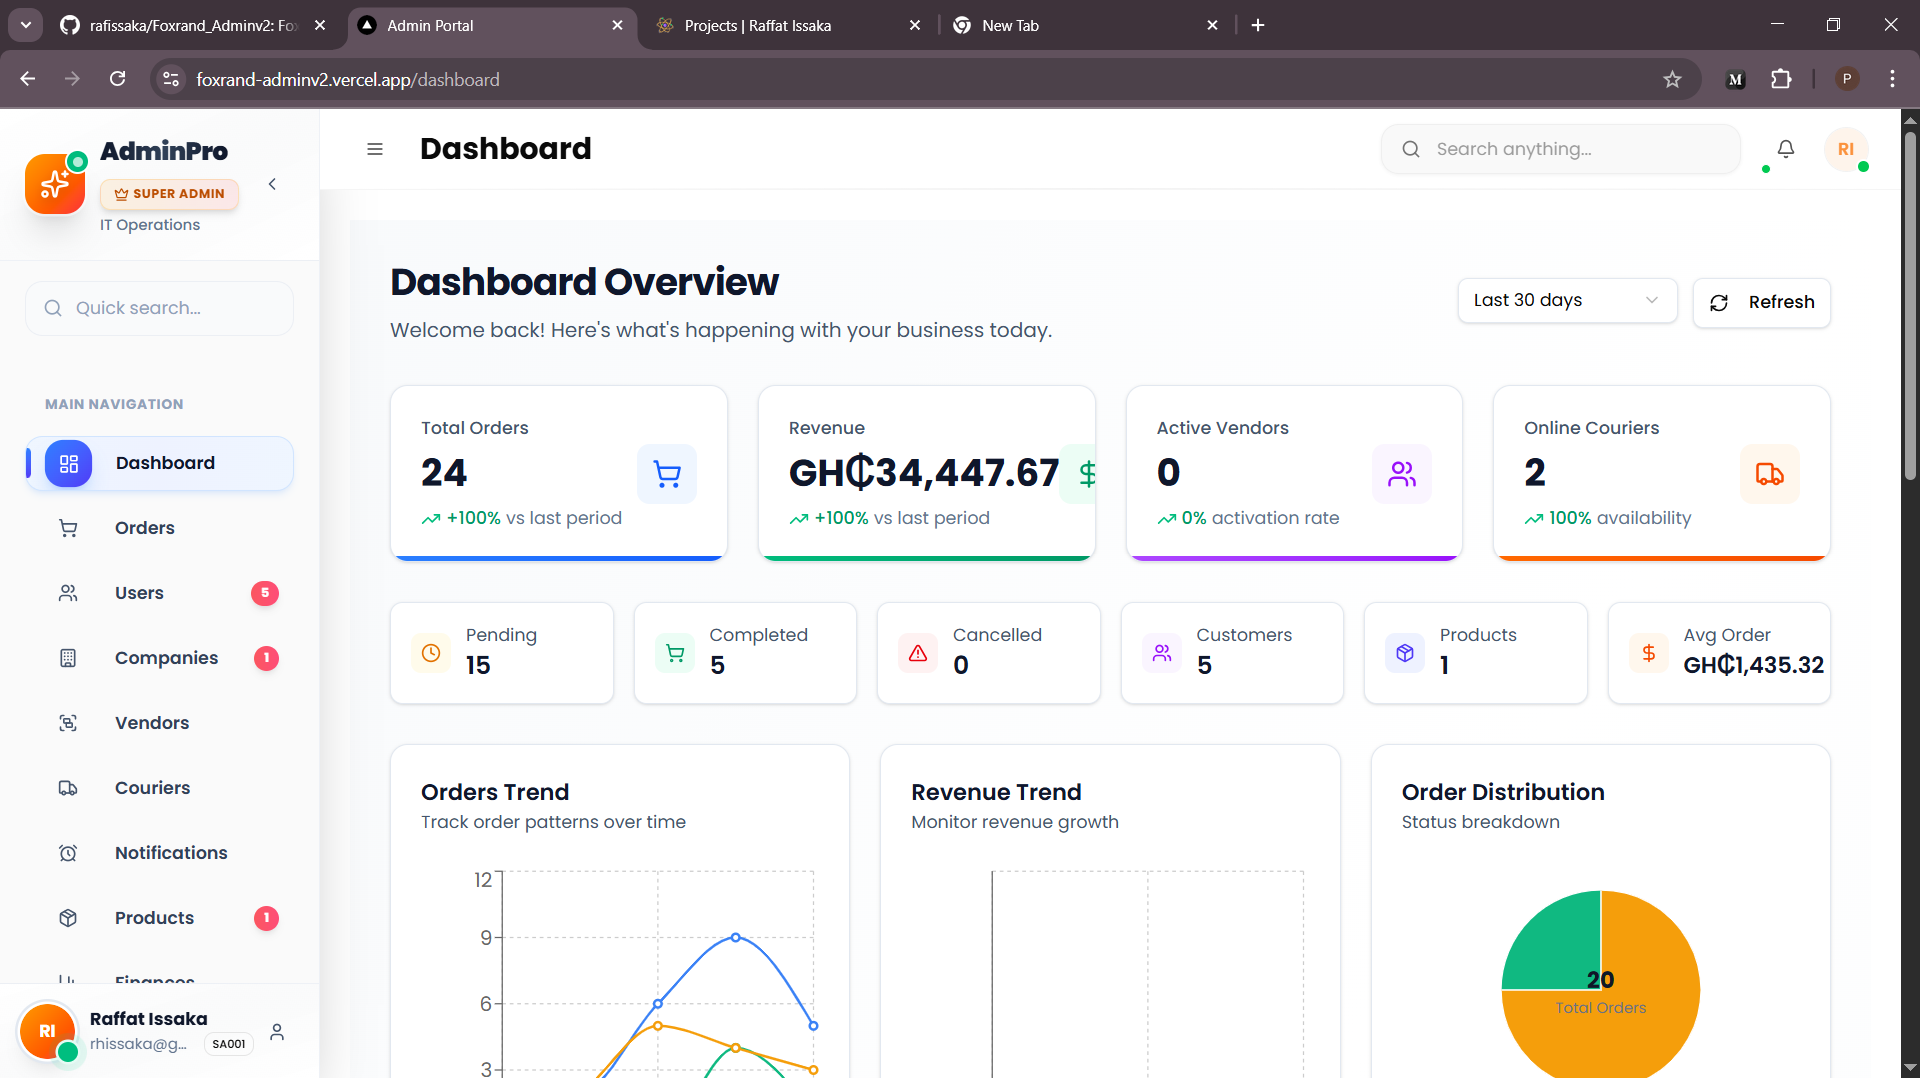 rafissaka/Foxrand_Adminv2: Fo
Admin Portal
Projects | Raffat Issaka
New Tab
foxrand-adminv2.vercel.app/dashboard
M
P
AdminPro
SUPER ADMIN
IT Operations
Quick search...
MAIN NAVIGATION
Dashboard
Orders
Users
5
Companies
1
Vendors
Couriers
Notifications
Products
1
Finances
RI
Raffat Issaka
rhissaka@g...
SA001
Dashboard
Search anything...
RI
Dashboard Overview
Welcome back! Here's what's happening with your business today.
Last 30 days
Refresh
Total Orders
24
+100% vs last period
Revenue
GH₵34,447.67
+100% vs last period
Active Vendors
0
0% activation rate
Online Couriers
2
100% availability
Pending
15
Completed
5
Cancelled
0
Customers
5
Products
1
Avg Order
GH₵1,435.32
Orders Trend
Track order patterns over time
12
9
6
3
Revenue Trend
Monitor revenue growth
Order Distribution
Status breakdown
20
Total Orders